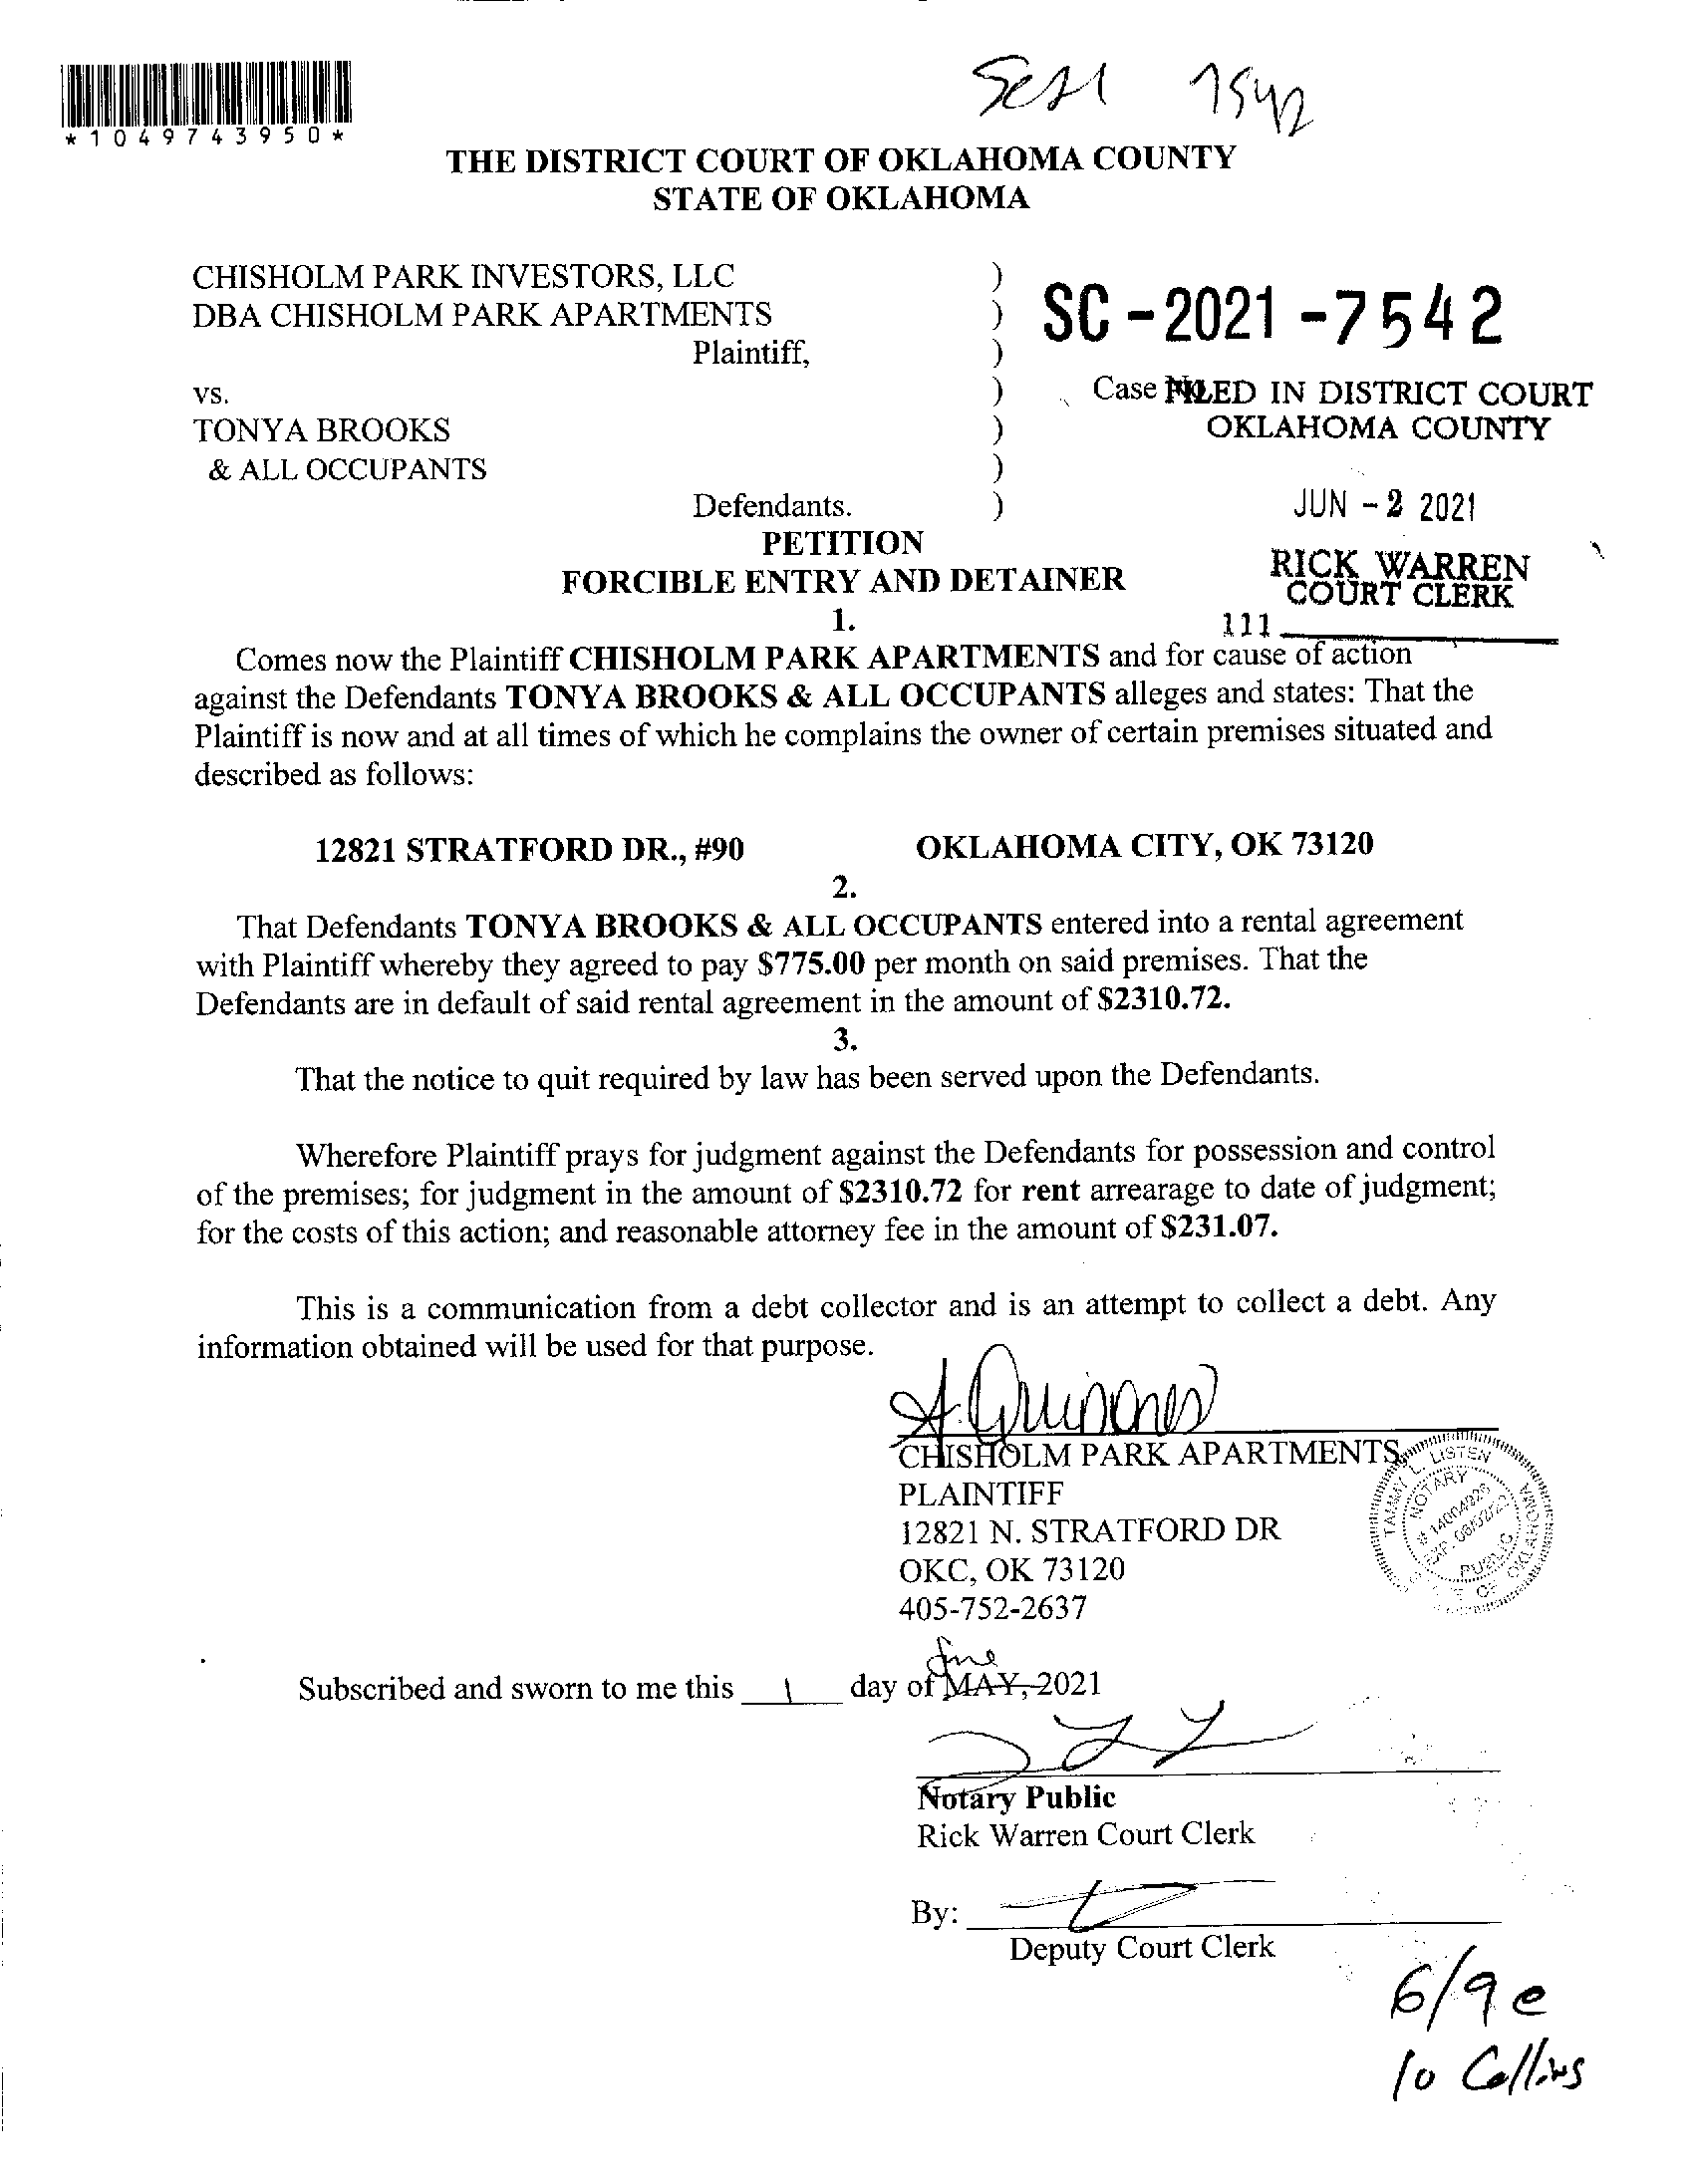 *1049743950*
7542
THE DISTRICT COURT OF OKLAHOMA COUNTY
STATE OF OKLAHOMA
CHISHOLM PARK INVESTORS, LLC )
DBA CHISHOLM PARK APARTMENTS )
Plaintiff, )
SC-2021-7542
vs. )
Case No.
FILED IN DISTRICT COURT
OKLAHOMA COUNTY
TONYA BROOKS )
& ALL OCCUPANTS )
Defendants. )
JUN -2 2021
RICK WARREN
COURT CLERK
111
PETITION
FORCIBLE ENTRY AND DETAINER
1.
Comes now the Plaintiff CHISHOLM PARK APARTMENTS and for cause of action
against the Defendants TONYA BROOKS & ALL OCCUPANTS alleges and states: That the
Plaintiff is now and at all times of which he complains the owner of certain premises situated and
described as follows:
12821 STRATFORD DR., #90 OKLAHOMA CITY, OK 73120
2.
That Defendants TONYA BROOKS & ALL OCCUPANTS entered into a rental agreement
with Plaintiff whereby they agreed to pay $775.00 per month on said premises. That the
Defendants are in default of said rental agreement in the amount of $2310.72.
3.
That the notice to quit required by law has been served upon the Defendants.
Wherefore Plaintiff prays for judgment against the Defendants for possession and control
of the premises; for judgment in the amount of $2310.72 for rent arrearage to date of judgment;
for the costs of this action; and reasonable attorney fee in the amount of $231.07.
This is a communication from a debt collector and is an attempt to collect a debt. Any
information obtained will be used for that purpose.
A. Quinones
CHISHOLM PARK APARTMENTS,
PLAINTIFF
12821 N. STRATFORD DR
OKC, OK 73120
405-752-2637
TAMMY L. LISTEN
NOTARY
PUBLIC
OF OKLAHOMA
June
Subscribed and sworn to me this 1 day of MAY, 2021
Notary Public
Rick Warren Court Clerk
By:
Deputy Court Clerk
6/9 e
10 Collins